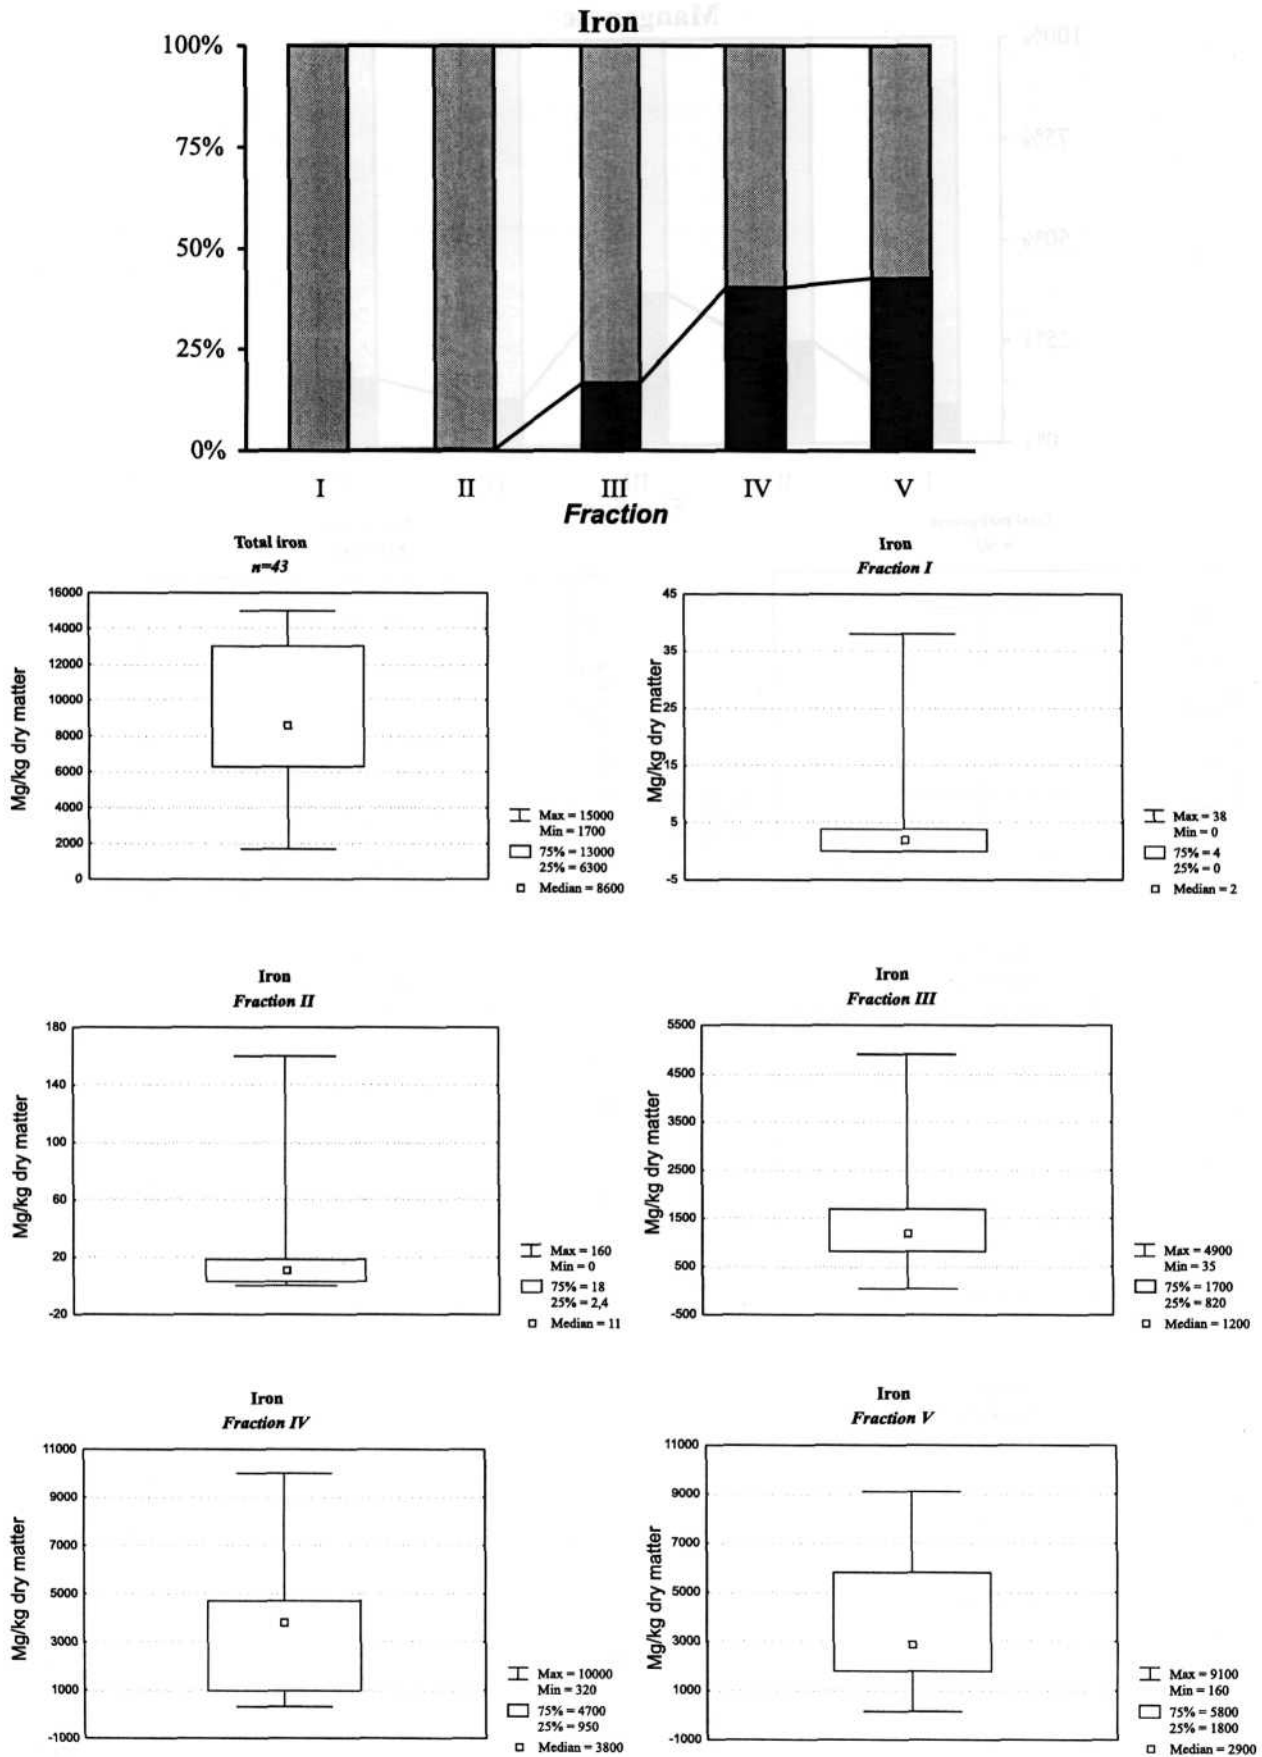 Iron
100%
75%
50%
25%
0%
I II III IV V
Fraction
Total iron
n=43
Mg/kg dry matter
16000
14000
12000
10000
8000
6000
4000
2000
0
Max = 15000
Min = 1700
75% = 13000
25% = 6300
Median = 8600
Iron
Fraction I
Mg/kg dry matter
45
35
25
15
5
-5
Max = 38
Min = 0
75% = 4
25% = 0
Median = 2
Iron
Fraction II
Mg/kg dry matter
180
140
100
60
20
-20
Max = 160
Min = 0
75% = 18
25% = 2,4
Median = 11
Iron
Fraction III
Mg/kg dry matter
5500
4500
3500
2500
1500
500
-500
Max = 4900
Min = 35
75% = 1700
25% = 820
Median = 1200
Iron
Fraction IV
Mg/kg dry matter
11000
9000
7000
5000
3000
1000
-1000
Max = 10000
Min = 320
75% = 4700
25% = 950
Median = 3800
Iron
Fraction V
Mg/kg dry matter
11000
9000
7000
5000
3000
1000
-1000
Max = 9100
Min = 160
75% = 5800
25% = 1800
Median = 2900